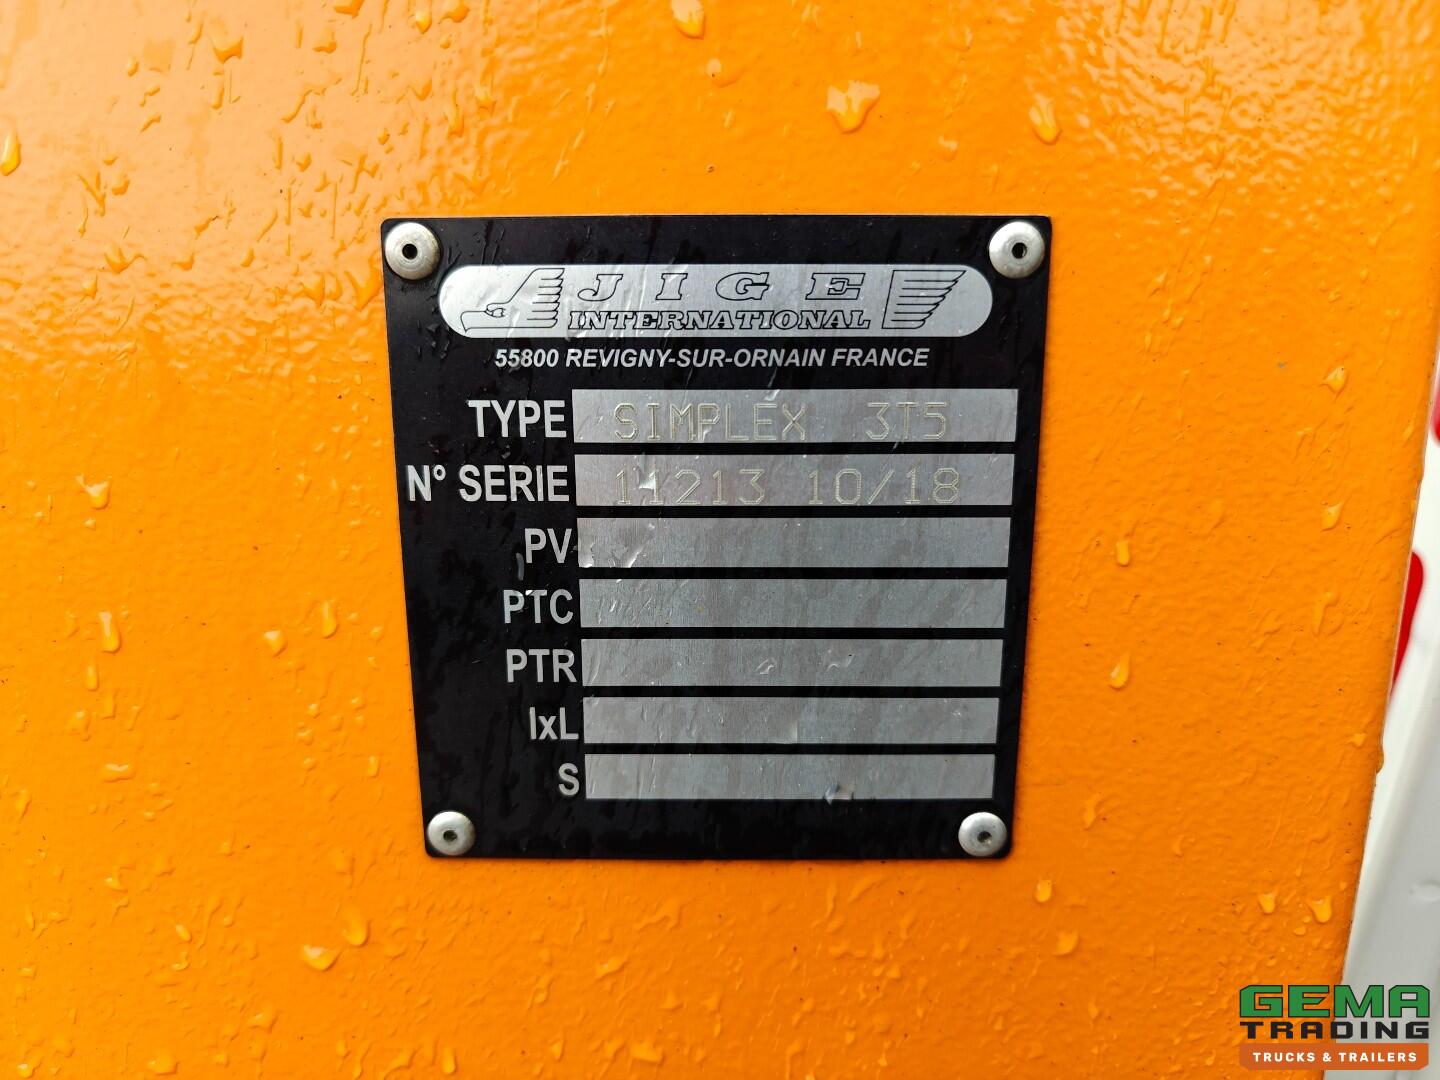 JIGE
INTERNATIONAL
55800 REVIGNY-SUR-ORNAIN FRANCE
TYPE SIMPLEX 3T5
N° SERIE 11213 10/18
PV
PTC
PTR
IxL
S
GEMA
TRADING
TRUCKS & TRAILERS